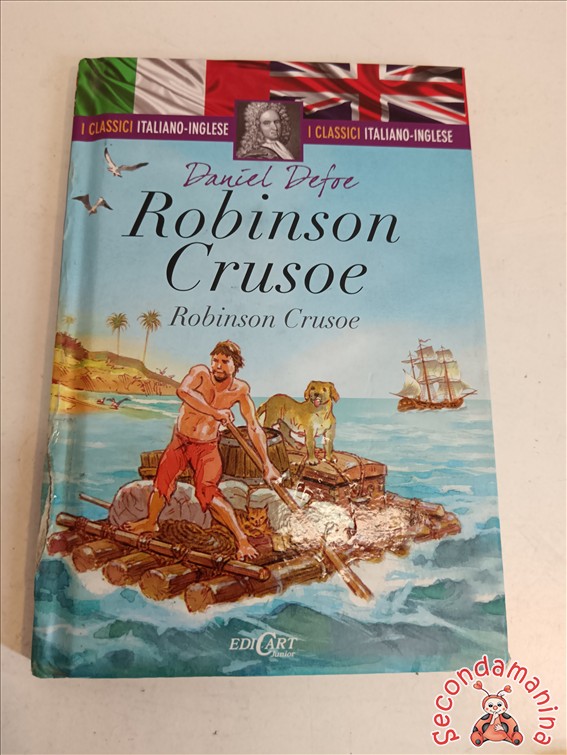 I CLASSICI ITALIANO-INGLESE
I CLASSICI ITALIANO-INGLESE
Daniel Defoe
Robinson
Crusoe
Robinson Crusoe
EDICART
Junior
Secondamanina